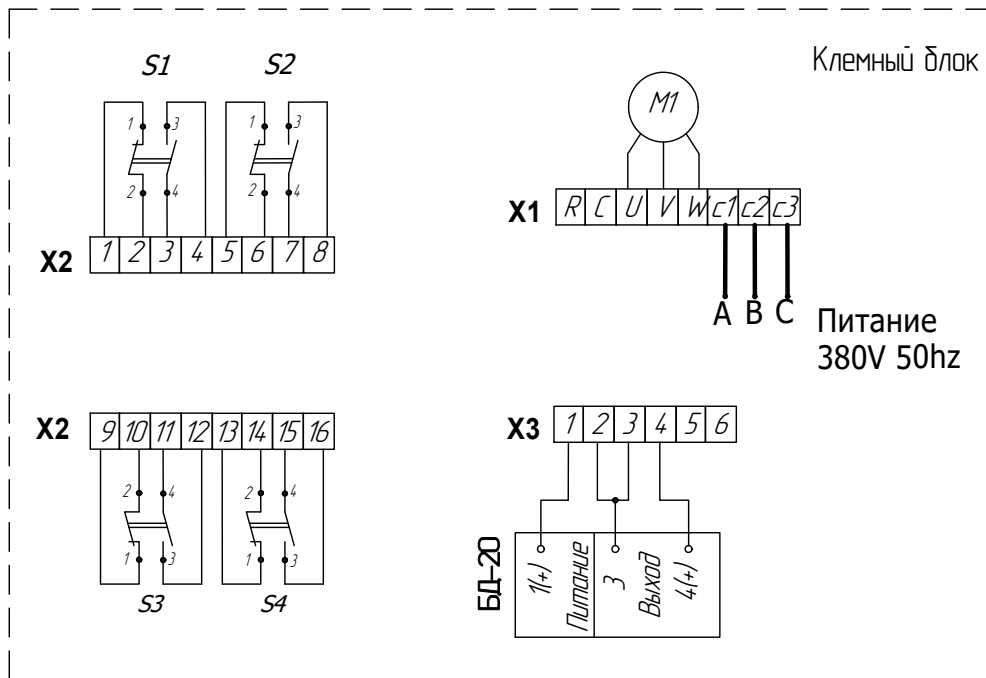 Клемный блок
S1 S2
1 3 1 3
2 4 2 4
X2 1 2 3 4 5 6 7 8
M1
X1 R C U V W c1 c2 c3
A B C
Питание
380V 50hz
X2 9 10 11 12 13 14 15 16
2 4 2 4
1 3 1 3
S3 S4
X3 1 2 3 4 5 6
БД-20
1(+)
Питание
3
Выход
4(+)